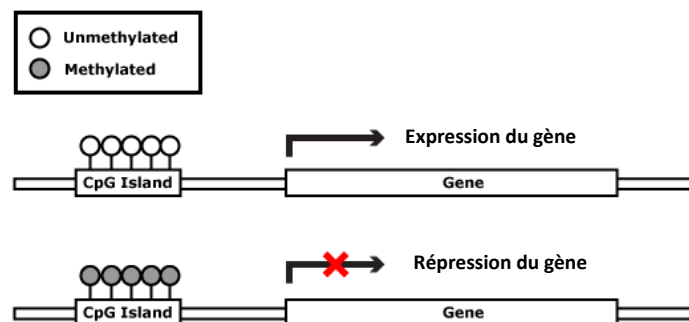 Unmethylated
Methylated
Expression du gène
CpG Island
Gene
Répression du gène
CpG Island
Gene